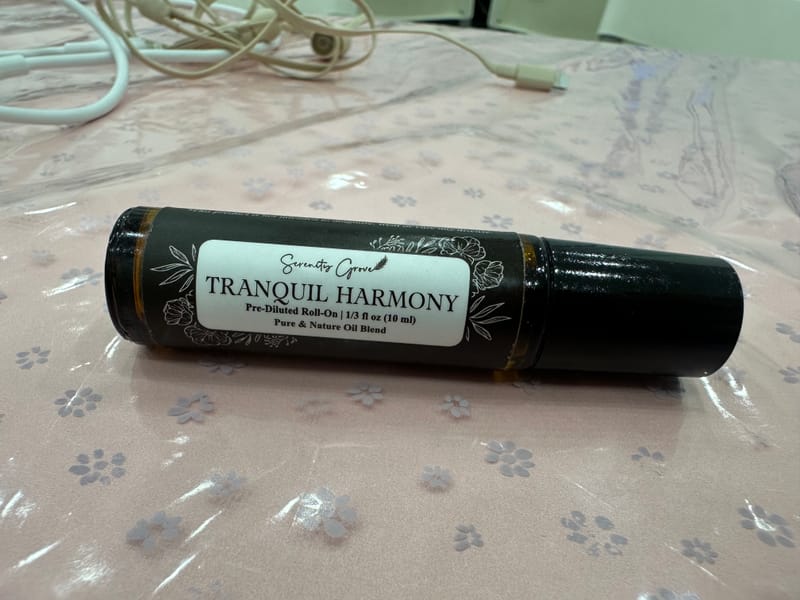 Serenity Grove
TRANQUIL HARMONY
Pre-Diluted Roll-On | 1/3 fl oz (10 ml)
Pure & Nature Oil Blend